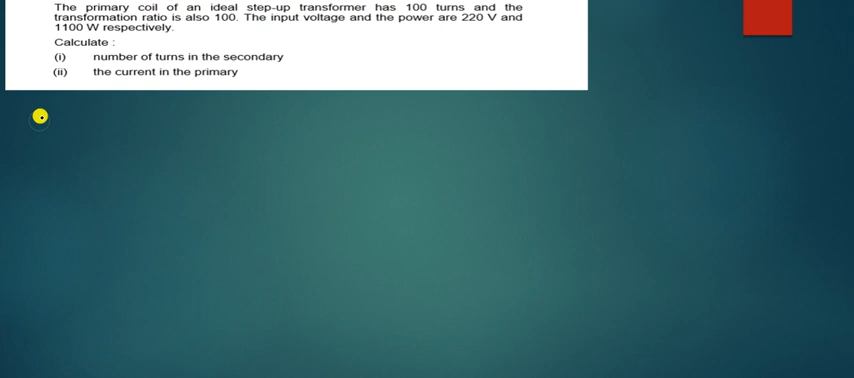 The primary coil of an ideal step-up transformer has 100 turns and the
transformation ratio is also 100. The input voltage and the power are 220 V and
1100 W respectively.
Calculate :
(i) number of turns in the secondary
(ii) the current in the primary